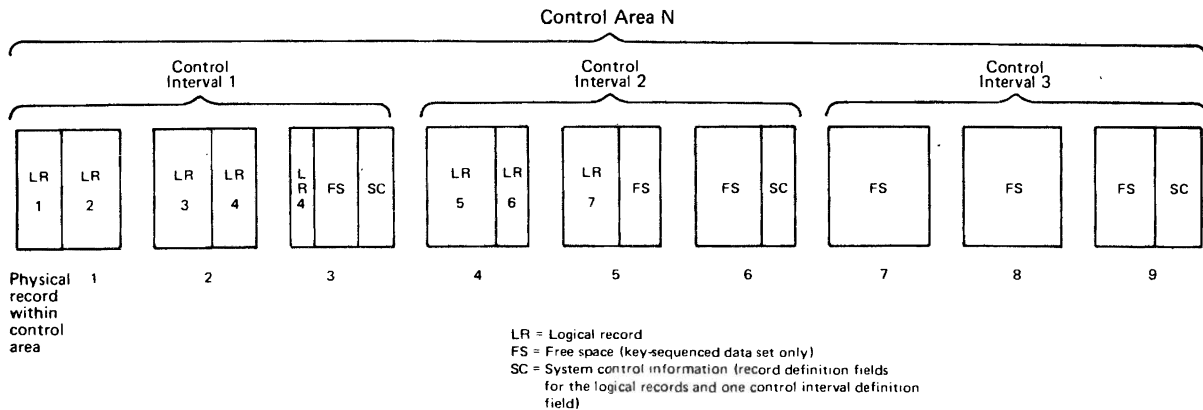 Control Area N
Control
Interval 1
Control
Interval 2
Control
Interval 3
LR
1
LR
2
LR
3
LR
4
L
R
4
FS
SC
LR
5
LR
6
LR
7
FS
FS
SC
FS
FS
FS
SC
Physical
record
within
control
area
1
2
3
4
5
6
7
8
9
LR = Logical record
FS = Free space (key-sequenced data set only)
SC = System control information (record definition fields
for the logical records and one control interval definition
field)